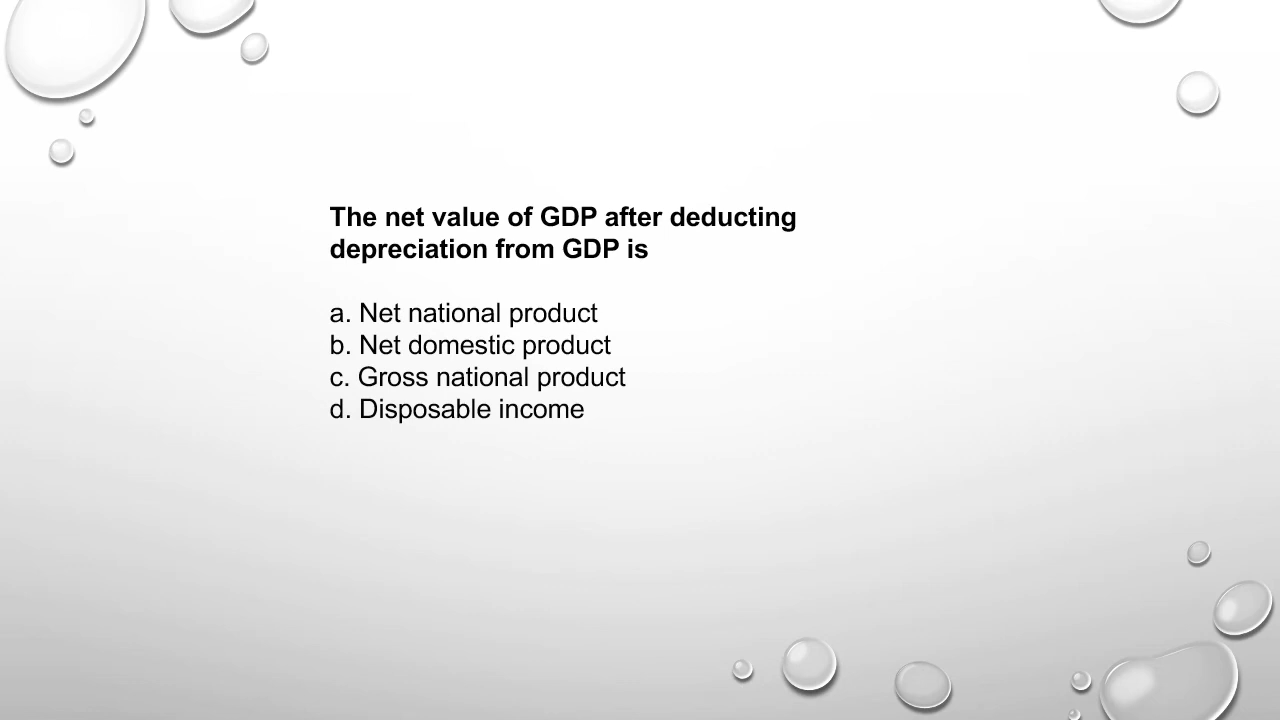 The net value of GDP after deducting
depreciation from GDP is
a. Net national product
b. Net domestic product
c. Gross national product
d. Disposable income